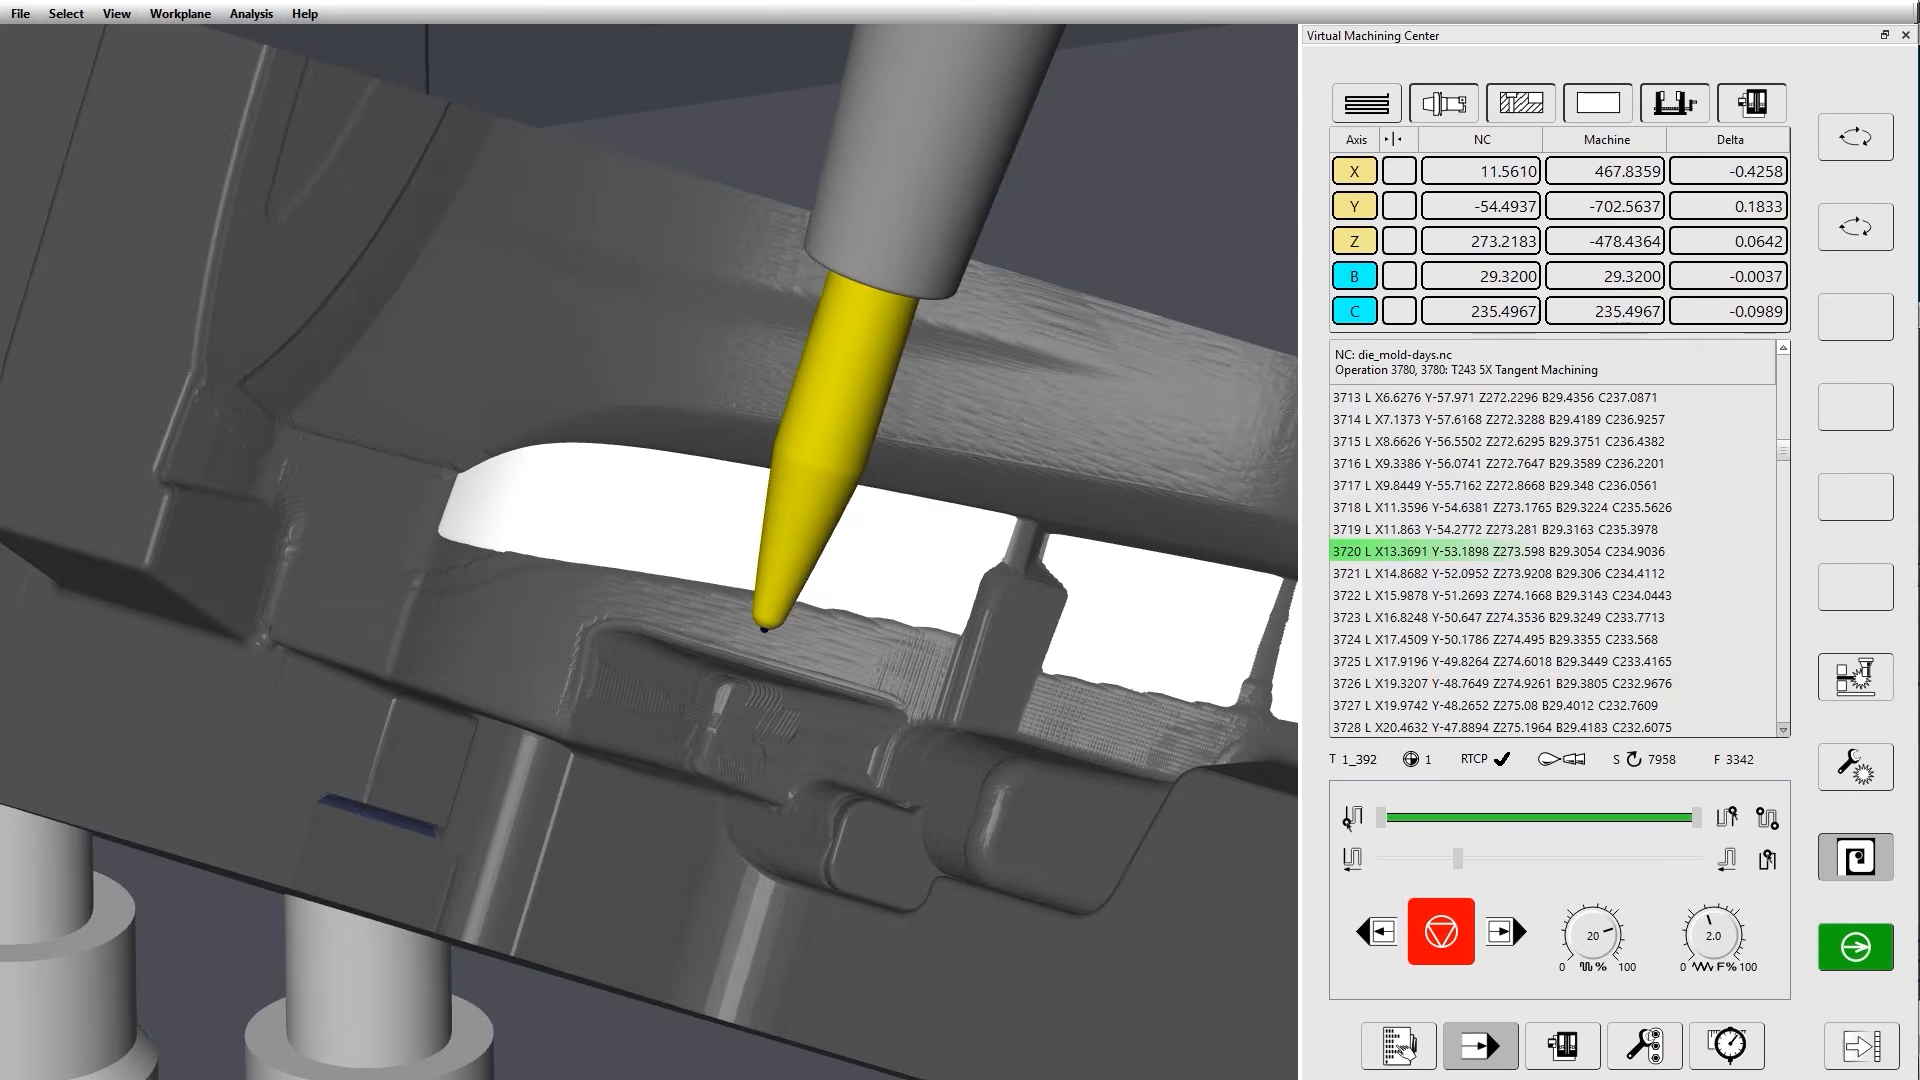 File Select View Workplane Analysis Help
Virtual Machining Center
Axis NC Machine Delta
X 11.5610 467.8359 -0.4258
Y -54.4937 -702.5637 0.1833
Z 273.2183 -478.4364 0.0642
B 29.3200 29.3200 -0.0037
C 235.4967 235.4967 -0.0989
NC: die_mold-days.nc
Operation 3780, 3780: T243 5X Tangent Machining
3713 L X6.6276 Y-57.971 Z272.2296 B29.4356 C237.0871
3714 L X7.1373 Y-57.6168 Z272.3288 B29.4189 C236.9257
3715 L X8.6626 Y-56.5502 Z272.6295 B29.3751 C236.4382
3716 L X9.3386 Y-56.0741 Z272.7647 B29.3589 C236.2201
3717 L X9.8449 Y-55.7162 Z272.8668 B29.348 C236.0561
3718 L X11.3596 Y-54.6381 Z273.1765 B29.3224 C235.5626
3719 L X11.863 Y-54.2772 Z273.281 B29.3163 C235.3978
3720 L X13.3691 Y-53.1898 Z273.598 B29.3054 C234.9036
3721 L X14.8682 Y-52.0952 Z273.9208 B29.306 C234.4112
3722 L X15.9878 Y-51.2693 Z274.1668 B29.3143 C234.0443
3723 L X16.8248 Y-50.647 Z274.3536 B29.3249 C233.7713
3724 L X17.4509 Y-50.1786 Z274.495 B29.3355 C233.568
3725 L X17.9196 Y-49.8264 Z274.6018 B29.3449 C233.4165
3726 L X19.3207 Y-48.7649 Z274.9261 B29.3805 C232.9676
3727 L X19.9742 Y-48.2652 Z275.08 B29.4012 C232.7609
3728 L X20.4632 Y-47.8894 Z275.1964 B29.4183 C232.6075
T 1_392 1 RTCP S 7958 F 3342
20 2.0
0 % 100 0 F% 100